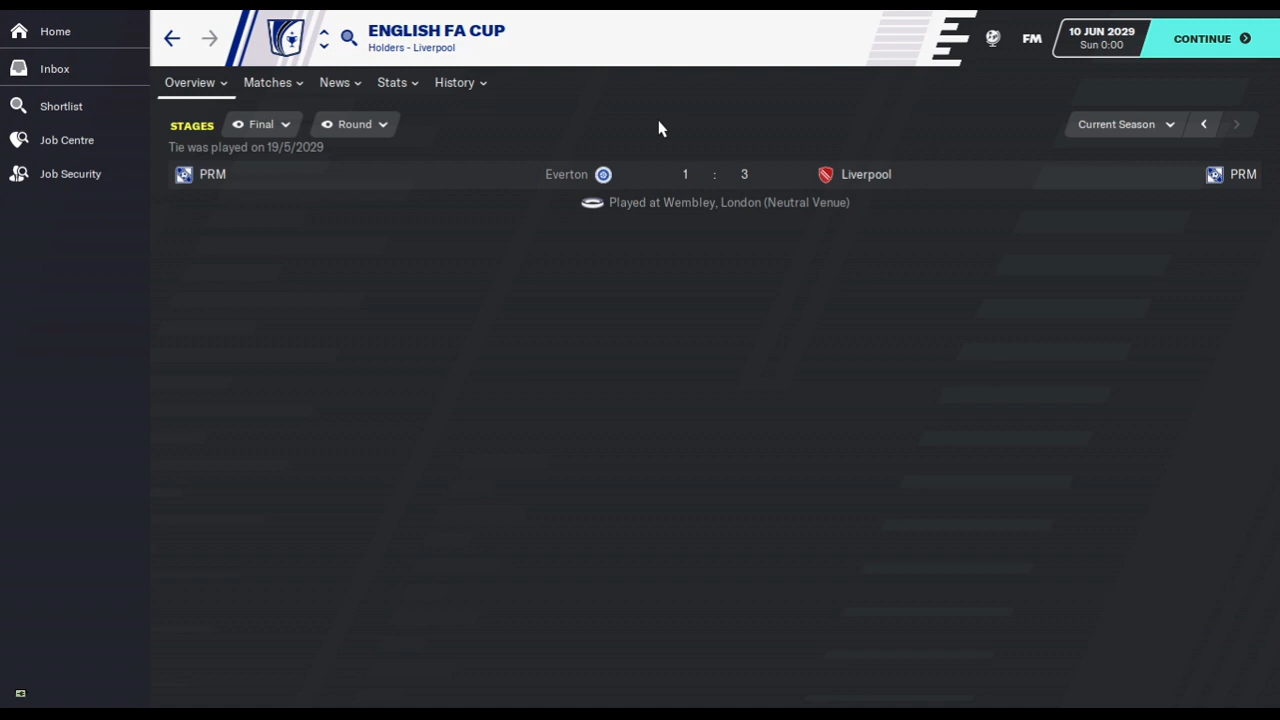 Home
Inbox
Shortlist
Job Centre
Job Security
ENGLISH FA CUP
Holders - Liverpool
FM
10 JUN 2029
Sun 0:00
CONTINUE
Overview Matches News Stats History
STAGES Final Round Current Season
Tie was played on 19/5/2029
PRM Everton 1 : 3 Liverpool PRM
Played at Wembley, London (Neutral Venue)